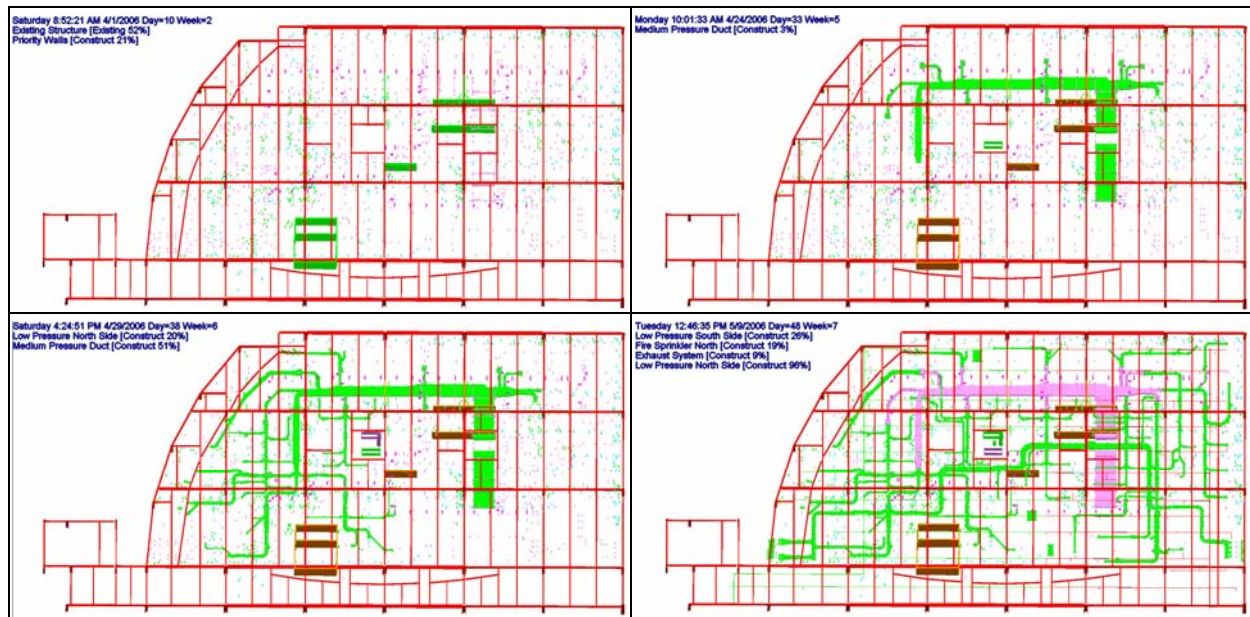 Saturday 8:52:21 AM 4/1/2006 Day=10 Week=2
Existing Structure [Existing 52%]
Priority Walls [Construct 21%]
Monday 10:01:33 AM 4/24/2006 Day=33 Week=5
Medium Pressure Duct [Construct 3%]
Saturday 4:24:51 PM 4/29/2006 Day=38 Week=6
Low Pressure North Side [Construct 20%]
Medium Pressure Duct [Construct 51%]
Tuesday 12:46:35 PM 5/9/2006 Day=48 Week=7
Low Pressure South Side [Construct 26%]
Fire Sprinkler North [Construct 19%]
Exhaust System [Construct 9%]
Low Pressure North Side [Construct 96%]